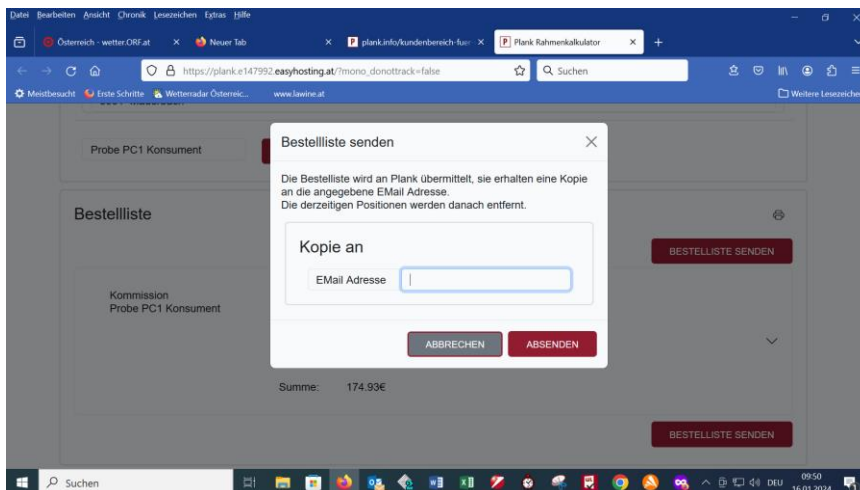 Datei Bearbeiten Ansicht Chronik Lesezeichen Extras Hilfe
Österreich - wetter.ORF.at
Neuer Tab
plank.info/kundenbereich-fuer
Plank Rahmenkalkulator
https://plank.e147992.easyhosting.at/?mono_donottrack=false
Suchen
Meistbesucht Erste Schritte Wetterradar Österreic... www.lawine.at Weitere Lesezeichen
Probe PC1 Konsument
Bestellliste senden
Die Bestelliste wird an Plank übermittelt, sie erhalten eine Kopie
an die angegebene EMail Adresse.
Die derzeitigen Positionen werden danach entfernt.
Kopie an
EMail Adresse
ABBRECHEN ABSENDEN
Bestellliste
BESTELLISTE SENDEN
Kommission
Probe PC1 Konsument
Summe: 174.93€
BESTELLISTE SENDEN
Suchen
DEU
09:50
16.01.2024